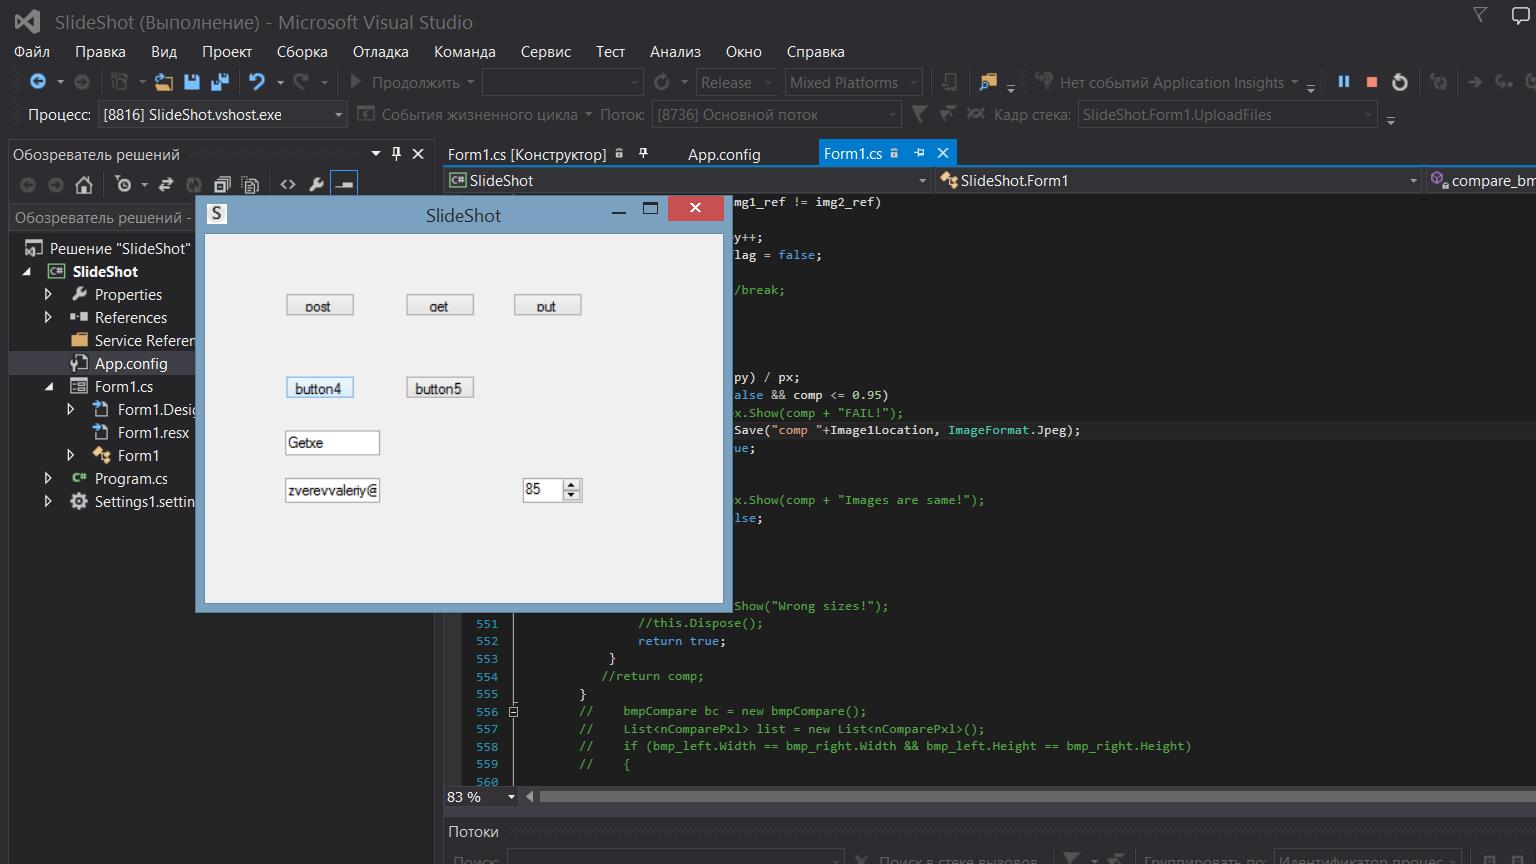 SlideShot (Выполнение) - Microsoft Visual Studio
Файл Правка Вид Проект Сборка Отладка Команда Сервис Тест Анализ Окно Справка
Продолжить Release Mixed Platforms Нет событий Application Insights
Процесс: [8816] SlideShot.vshost.exe События жизненного цикла Поток: [8736] Основной поток Кадр стека: SlideShot.Form1.UploadFiles
Обозреватель решений
Form1.cs [Конструктор] App.config Form1.cs
C# SlideShot SlideShot.Form1 compare_bm
Обозреватель решений -
Решение "SlideShot"
C# SlideShot
Properties
References
Service Referen
App.config
Form1.cs
Form1.Desig
Form1.resx
Form1
C# Program.cs
Settings1.settin
S SlideShot
post get put
button4 button5
Getxe
zverevvaleriy@ 85
mg1_ref != img2_ref)
y++;
lag = false;
/break;
py) / px;
alse && comp <= 0.95)
x.Show(comp + "FAIL!");
Save("comp "+Image1Location, ImageFormat.Jpeg);
ue;
x.Show(comp + "Images are same!");
lse;
Show("Wrong sizes!");
551 //this.Dispose();
552 return true;
553 }
554 //return comp;
555 }
556 // bmpCompare bc = new bmpCompare();
557 // List<nComparePxl> list = new List<nComparePxl>();
558 // if (bmp_left.Width == bmp_right.Width && bmp_left.Height == bmp_right.Height)
559 // {
560
83 %
Потоки
Поиск: Поиск в стеке вызовов Группировать по: Идентификатор процес